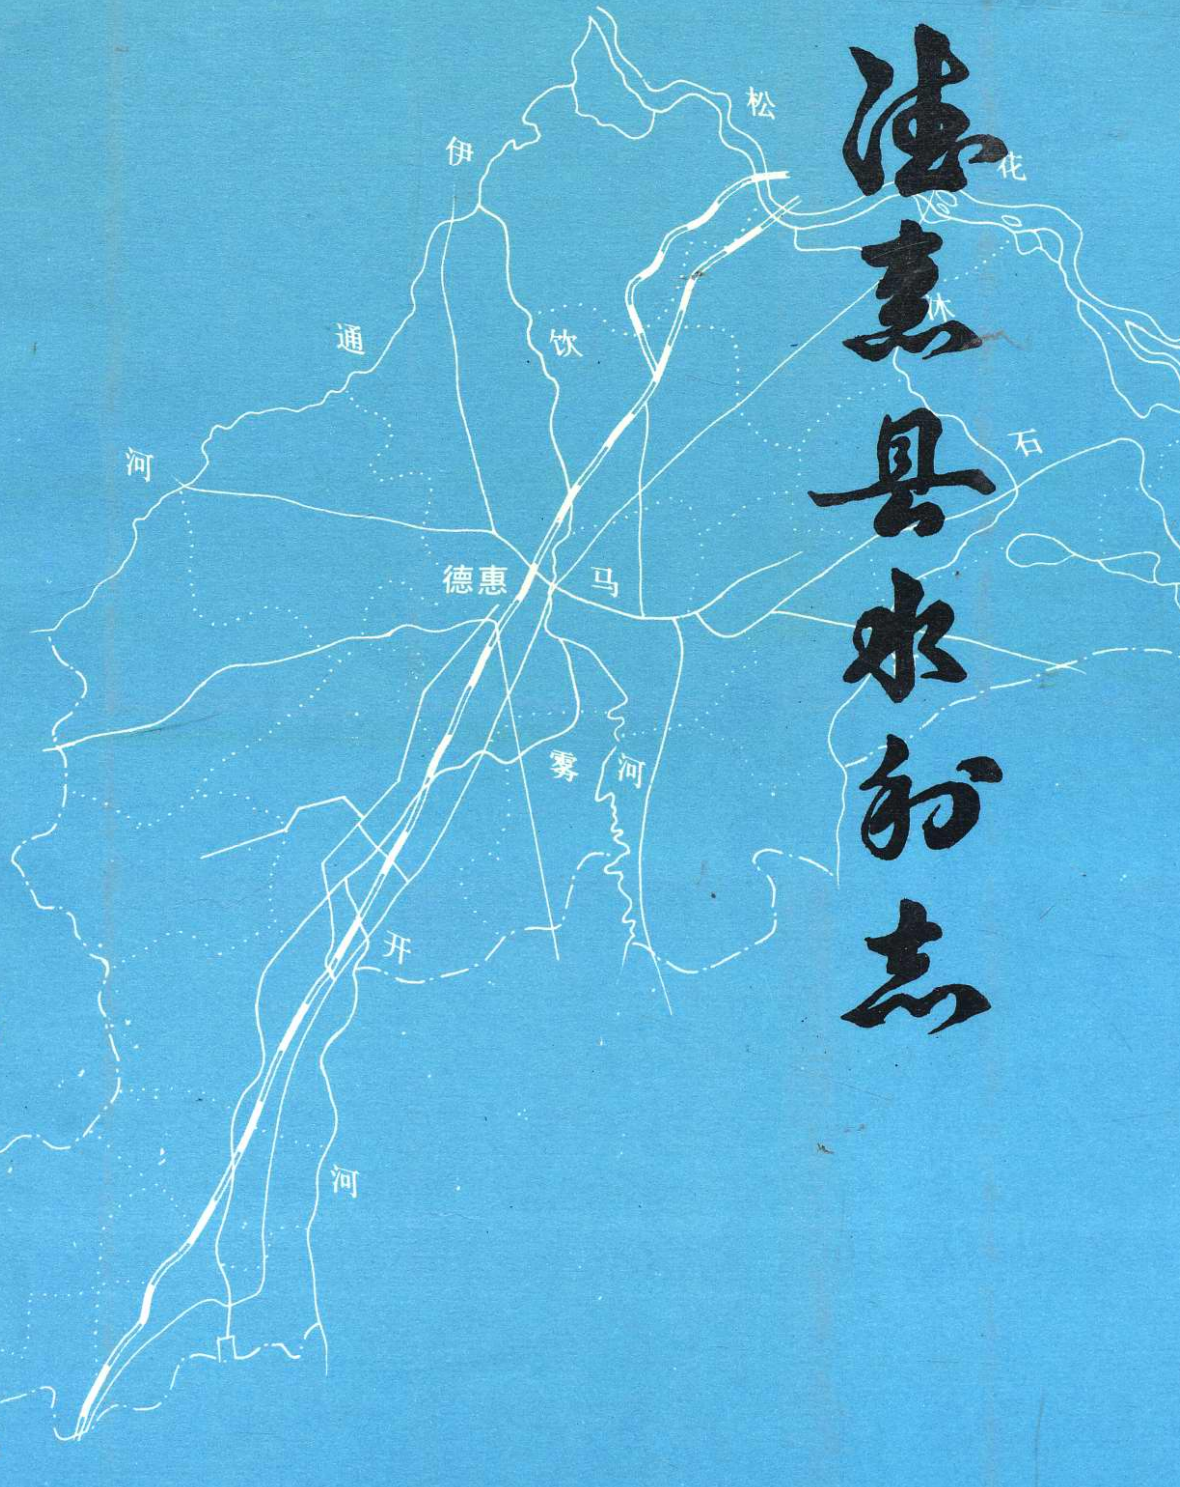 德惠县水利志
松
花
伊
通
河
饮
马
河
德惠
沐
石
雾
开
河